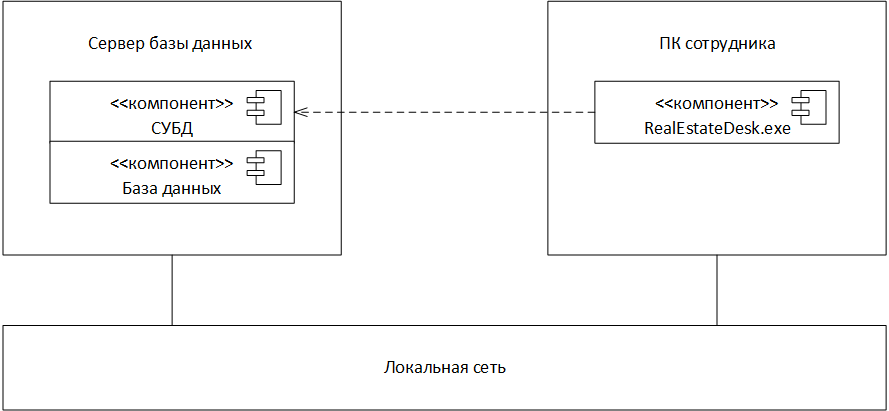 Сервер базы данных
<<компонент>>
СУБД
<<компонент>>
База данных
ПК сотрудника
<<компонент>>
RealEstateDesk.exe
Локальная сеть